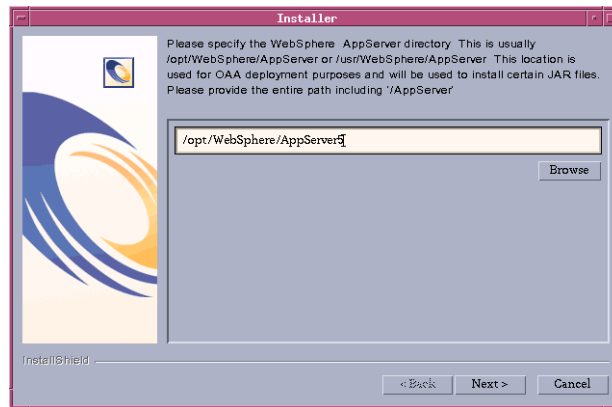 Installer
Please specify the WebSphere AppServer directory This is usually
/opt/WebSphere/AppServer or /usr/WebSphere/AppServer This location is
used for OAA deployment purposes and will be used to install certain JAR files.
Please provide the entire path including '/AppServer'
/opt/WebSphere/AppServer5
Browse
InstallShield
< Back
Next >
Cancel